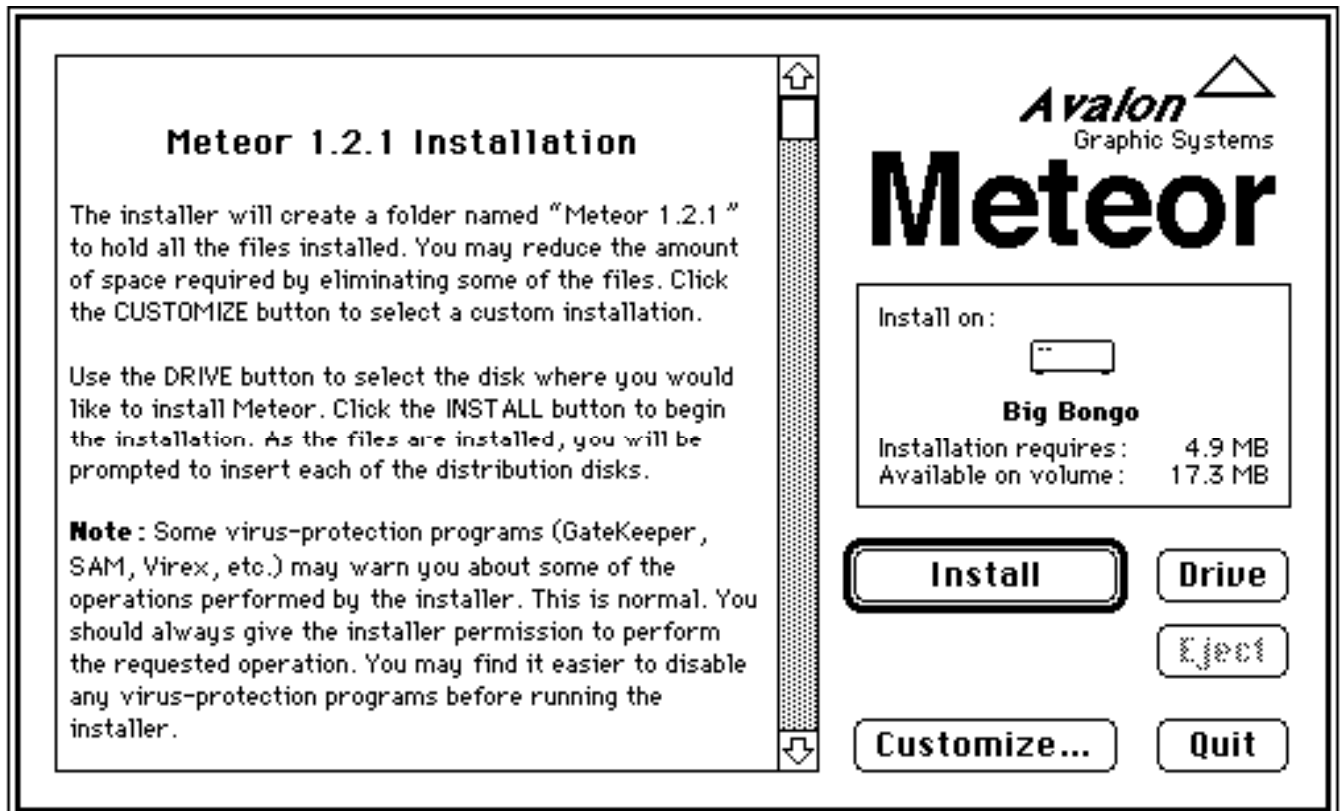 Meteor 1.2.1 Installation
The installer will create a folder named "Meteor 1.2.1"
to hold all the files installed. You may reduce the amount
of space required by eliminating some of the files. Click
the CUSTOMIZE button to select a custom installation.
Use the DRIVE button to select the disk where you would
like to install Meteor. Click the INSTALL button to begin
the installation. As the files are installed, you will be
prompted to insert each of the distribution disks.
Note: Some virus-protection programs (GateKeeper,
SAM, Virex, etc.) may warn you about some of the
operations performed by the installer. This is normal. You
should always give the installer permission to perform
the requested operation. You may find it easier to disable
any virus-protection programs before running the
installer.
Avalon
Graphic Systems
Meteor
Install on:
Big Bongo
Installation requires: 4.9 MB
Available on volume: 17.3 MB
Install
Drive
Eject
Customize...
Quit